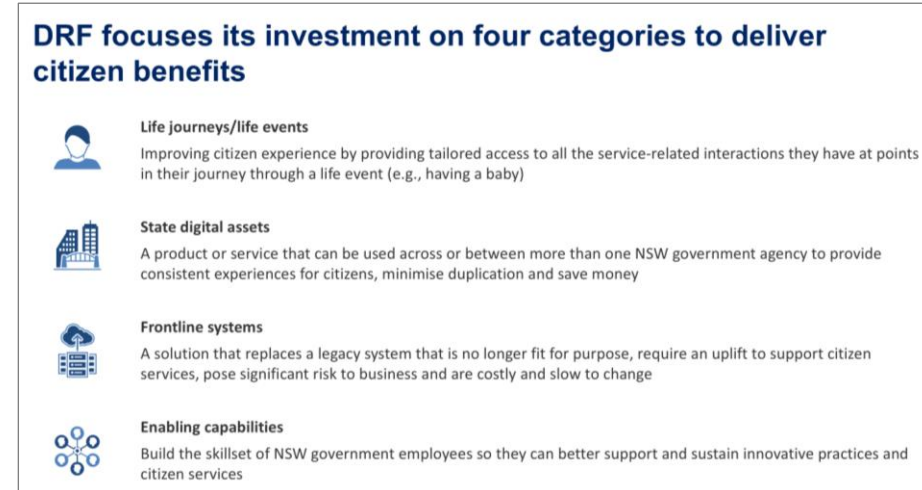 DRF focuses its investment on four categories to deliver
citizen benefits
Life journeys/life events
Improving citizen experience by providing tailored access to all the service-related interactions they have at points
in their journey through a life event (e.g., having a baby)
State digital assets
A product or service that can be used across or between more than one NSW government agency to provide
consistent experiences for citizens, minimise duplication and save money
Frontline systems
A solution that replaces a legacy system that is no longer fit for purpose, require an uplift to support citizen
services, pose significant risk to business and are costly and slow to change
Enabling capabilities
Build the skillset of NSW government employees so they can better support and sustain innovative practices and
citizen services